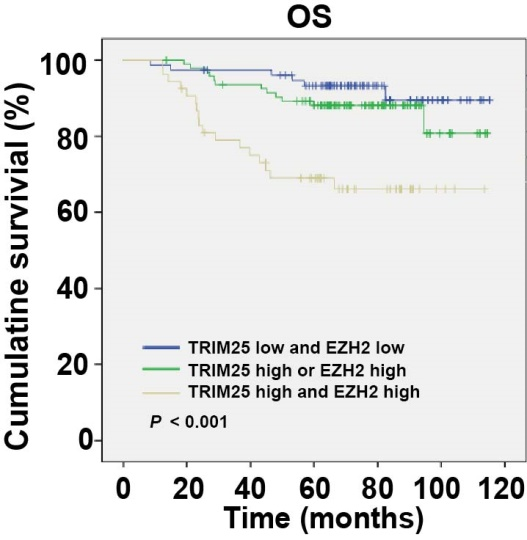 OS
Cumulatine survivial (%)
100
80
60
40
20
0
TRIM25 low and EZH2 low
TRIM25 high or EZH2 high
TRIM25 high and EZH2 high
P < 0.001
0 20 40 60 80 100 120
Time (months)